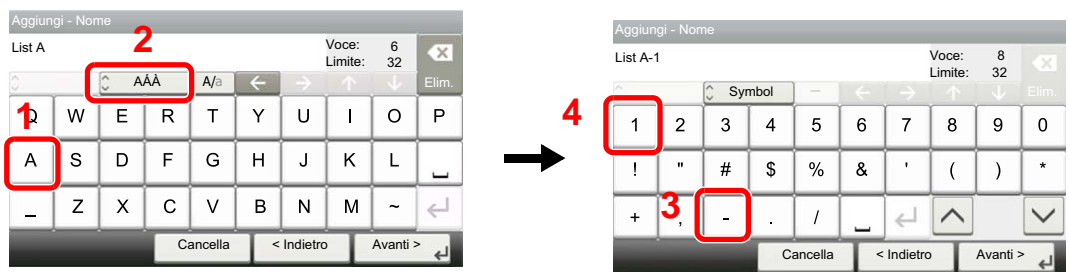 Aggiungi - Nome
2
List A
Voce: 6
Limite: 32
AÁÀ A/a ← → ↑ ↓ Elim.
1
Q W E R T Y U I O P
A S D F G H J K L ⎵
_ Z X C V B N M ~
Cancella < Indietro Avanti >
Aggiungi - Nome
List A-1
Voce: 8
Limite: 32
Symbol — ← → ↑ ↓ Elim.
4
1 2 3 4 5 6 7 8 9 0
! " # $ % & ' ( ) *
3
+ , - . / ⎵
Cancella < Indietro Avanti >